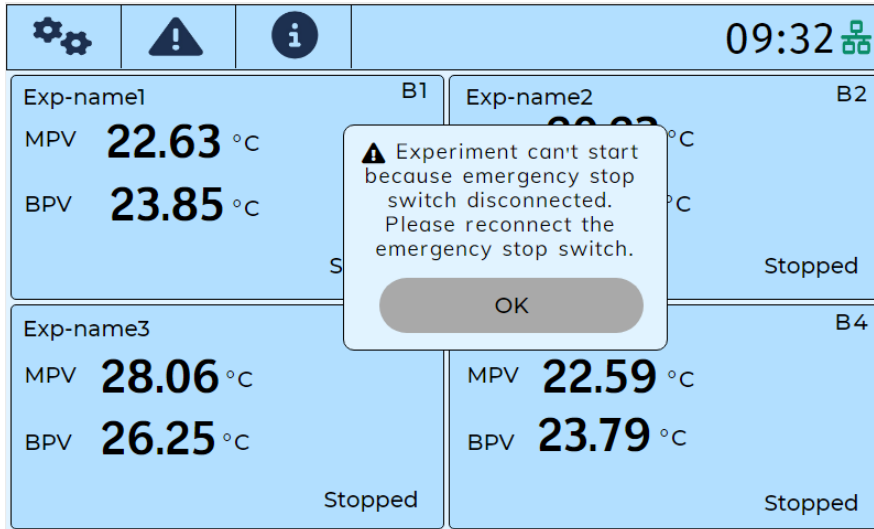 09:32
Exp-name1 B1
MPV 22.63 °C
BPV 23.85 °C
Exp-name2 B2
°C
°C
Stopped
Experiment can't start
because emergency stop
switch disconnected.
Please reconnect the
emergency stop switch.
OK
Exp-name3
MPV 28.06 °C
BPV 26.25 °C
Stopped
B4
MPV 22.59 °C
BPV 23.79 °C
Stopped